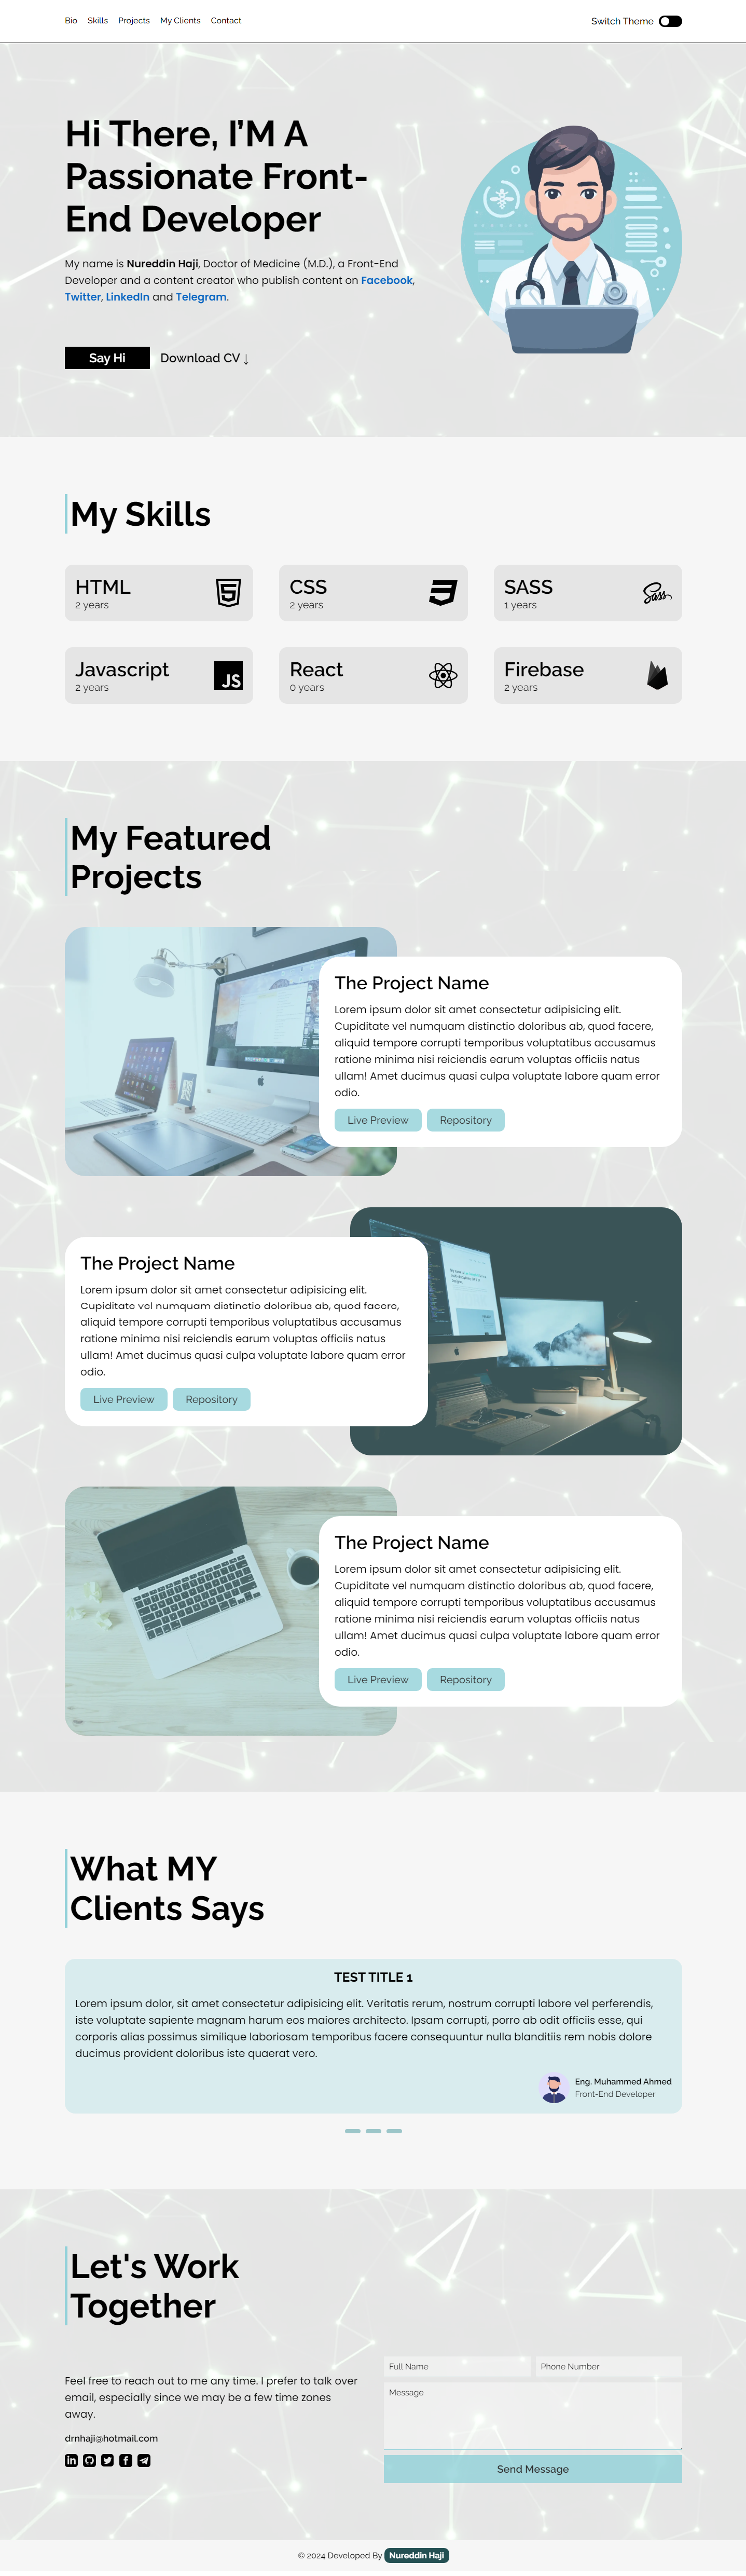 Bio Skills Projects My Clients Contact Switch Theme
Hi There, I'M A
Passionate Front-
End Developer
My name is Nureddin Haji, Doctor of Medicine (M.D.), a Front-End
Developer and a content creator who publish content on Facebook,
Twitter, LinkedIn and Telegram.
Say Hi Download CV ↓
My Skills
HTML
2 years
CSS
2 years
SASS
1 years
Sass
Javascript
2 years
JS
React
0 years
Firebase
2 years
My Featured
Projects
The Project Name
Lorem ipsum dolor sit amet consectetur adipisicing elit.
Cupiditate vel numquam distinctio doloribus ab, quod facere,
aliquid tempore corrupti temporibus voluptatibus accusamus
ratione minima nisi reiciendis earum voluptas officiis natus
ullam! Amet ducimus quasi culpa voluptate labore quam error
odio.
Live Preview Repository
The Project Name
Lorem ipsum dolor sit amet consectetur adipisicing elit.
Cupiditate vel numquam distinctio doloribus ab, quod facere,
aliquid tempore corrupti temporibus voluptatibus accusamus
ratione minima nisi reiciendis earum voluptas officiis natus
ullam! Amet ducimus quasi culpa voluptate labore quam error
odio.
Live Preview Repository
The Project Name
Lorem ipsum dolor sit amet consectetur adipisicing elit.
Cupiditate vel numquam distinctio doloribus ab, quod facere,
aliquid tempore corrupti temporibus voluptatibus accusamus
ratione minima nisi reiciendis earum voluptas officiis natus
ullam! Amet ducimus quasi culpa voluptate labore quam error
odio.
Live Preview Repository
What MY
Clients Says
TEST TITLE 1
Lorem ipsum dolor, sit amet consectetur adipisicing elit. Veritatis rerum, nostrum corrupti labore vel perferendis,
iste voluptate sapiente magnam harum eos maiores architecto. Ipsam corrupti, porro ab odit officiis esse, qui
corporis alias possimus similique laboriosam temporibus facere consequuntur nulla blanditiis rem nobis dolore
ducimus provident doloribus iste quaerat vero.
Eng. Muhammed Ahmed
Front-End Developer
Let's Work
Together
Feel free to reach out to me any time. I prefer to talk over
email, especially since we may be a few time zones
away.
drnhaji@hotmail.com
Full Name Phone Number
Message
Send Message
© 2024 Developed By Nureddin Haji